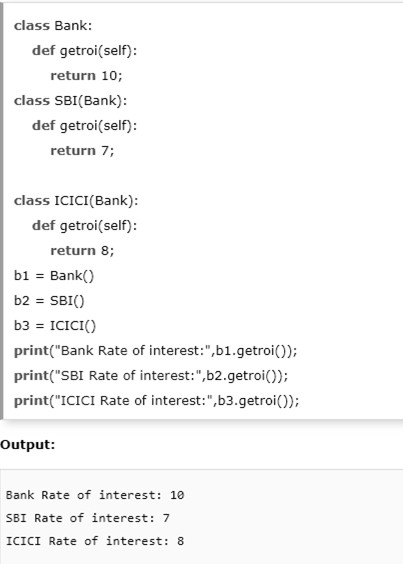 class Bank:
def getroi(self):
return 10;
class SBI(Bank):
def getroi(self):
return 7;
class ICICI(Bank):
def getroi(self):
return 8;
b1 = Bank()
b2 = SBI()
b3 = ICICI()
print("Bank Rate of interest:",b1.getroi());
print("SBI Rate of interest:",b2.getroi());
print("ICICI Rate of interest:",b3.getroi());
Output:
Bank Rate of interest: 10
SBI Rate of interest: 7
ICICI Rate of interest: 8